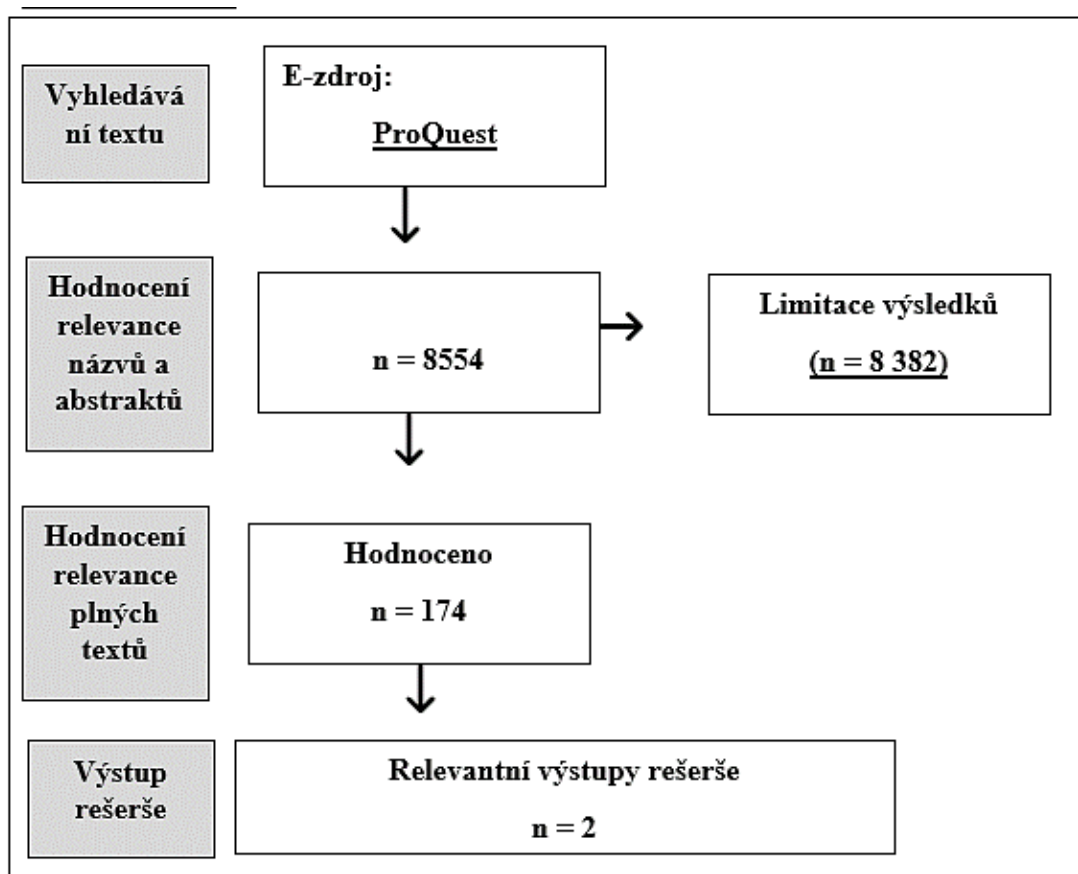 Vyhledává
ní textu
E-zdroj:
ProQuest
Hodnocení
relevance
názvů a
abstraktů
n = 8554
Limitace výsledků
(n = 8 382)
Hodnocení
relevance
plných
textů
Hodnoceno
n = 174
Výstup
rešerše
Relevantní výstupy rešerše
n = 2